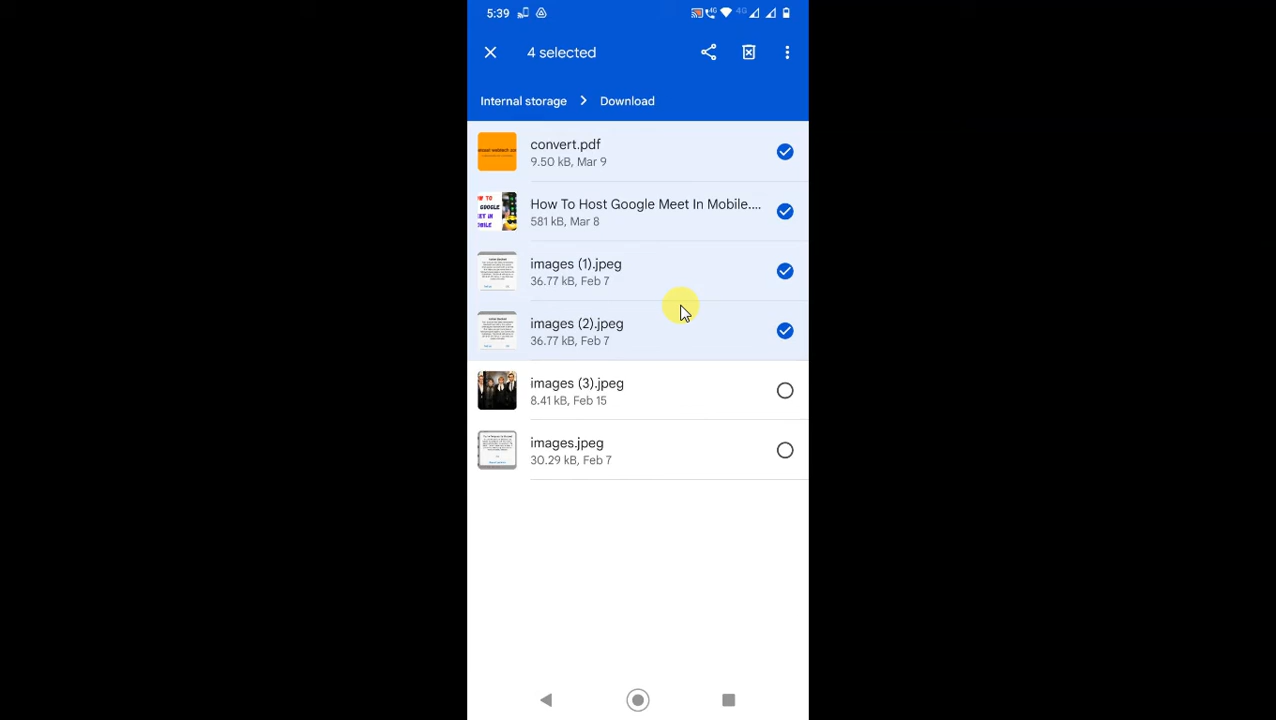 5:39
4G 4G
4 selected
Internal storage > Download
convert.pdf
9.50 kB, Mar 9
How To Host Google Meet In Mobile....
581 kB, Mar 8
images (1).jpeg
36.77 kB, Feb 7
images (2).jpeg
36.77 kB, Feb 7
images (3).jpeg
8.41 kB, Feb 15
images.jpeg
30.29 kB, Feb 7